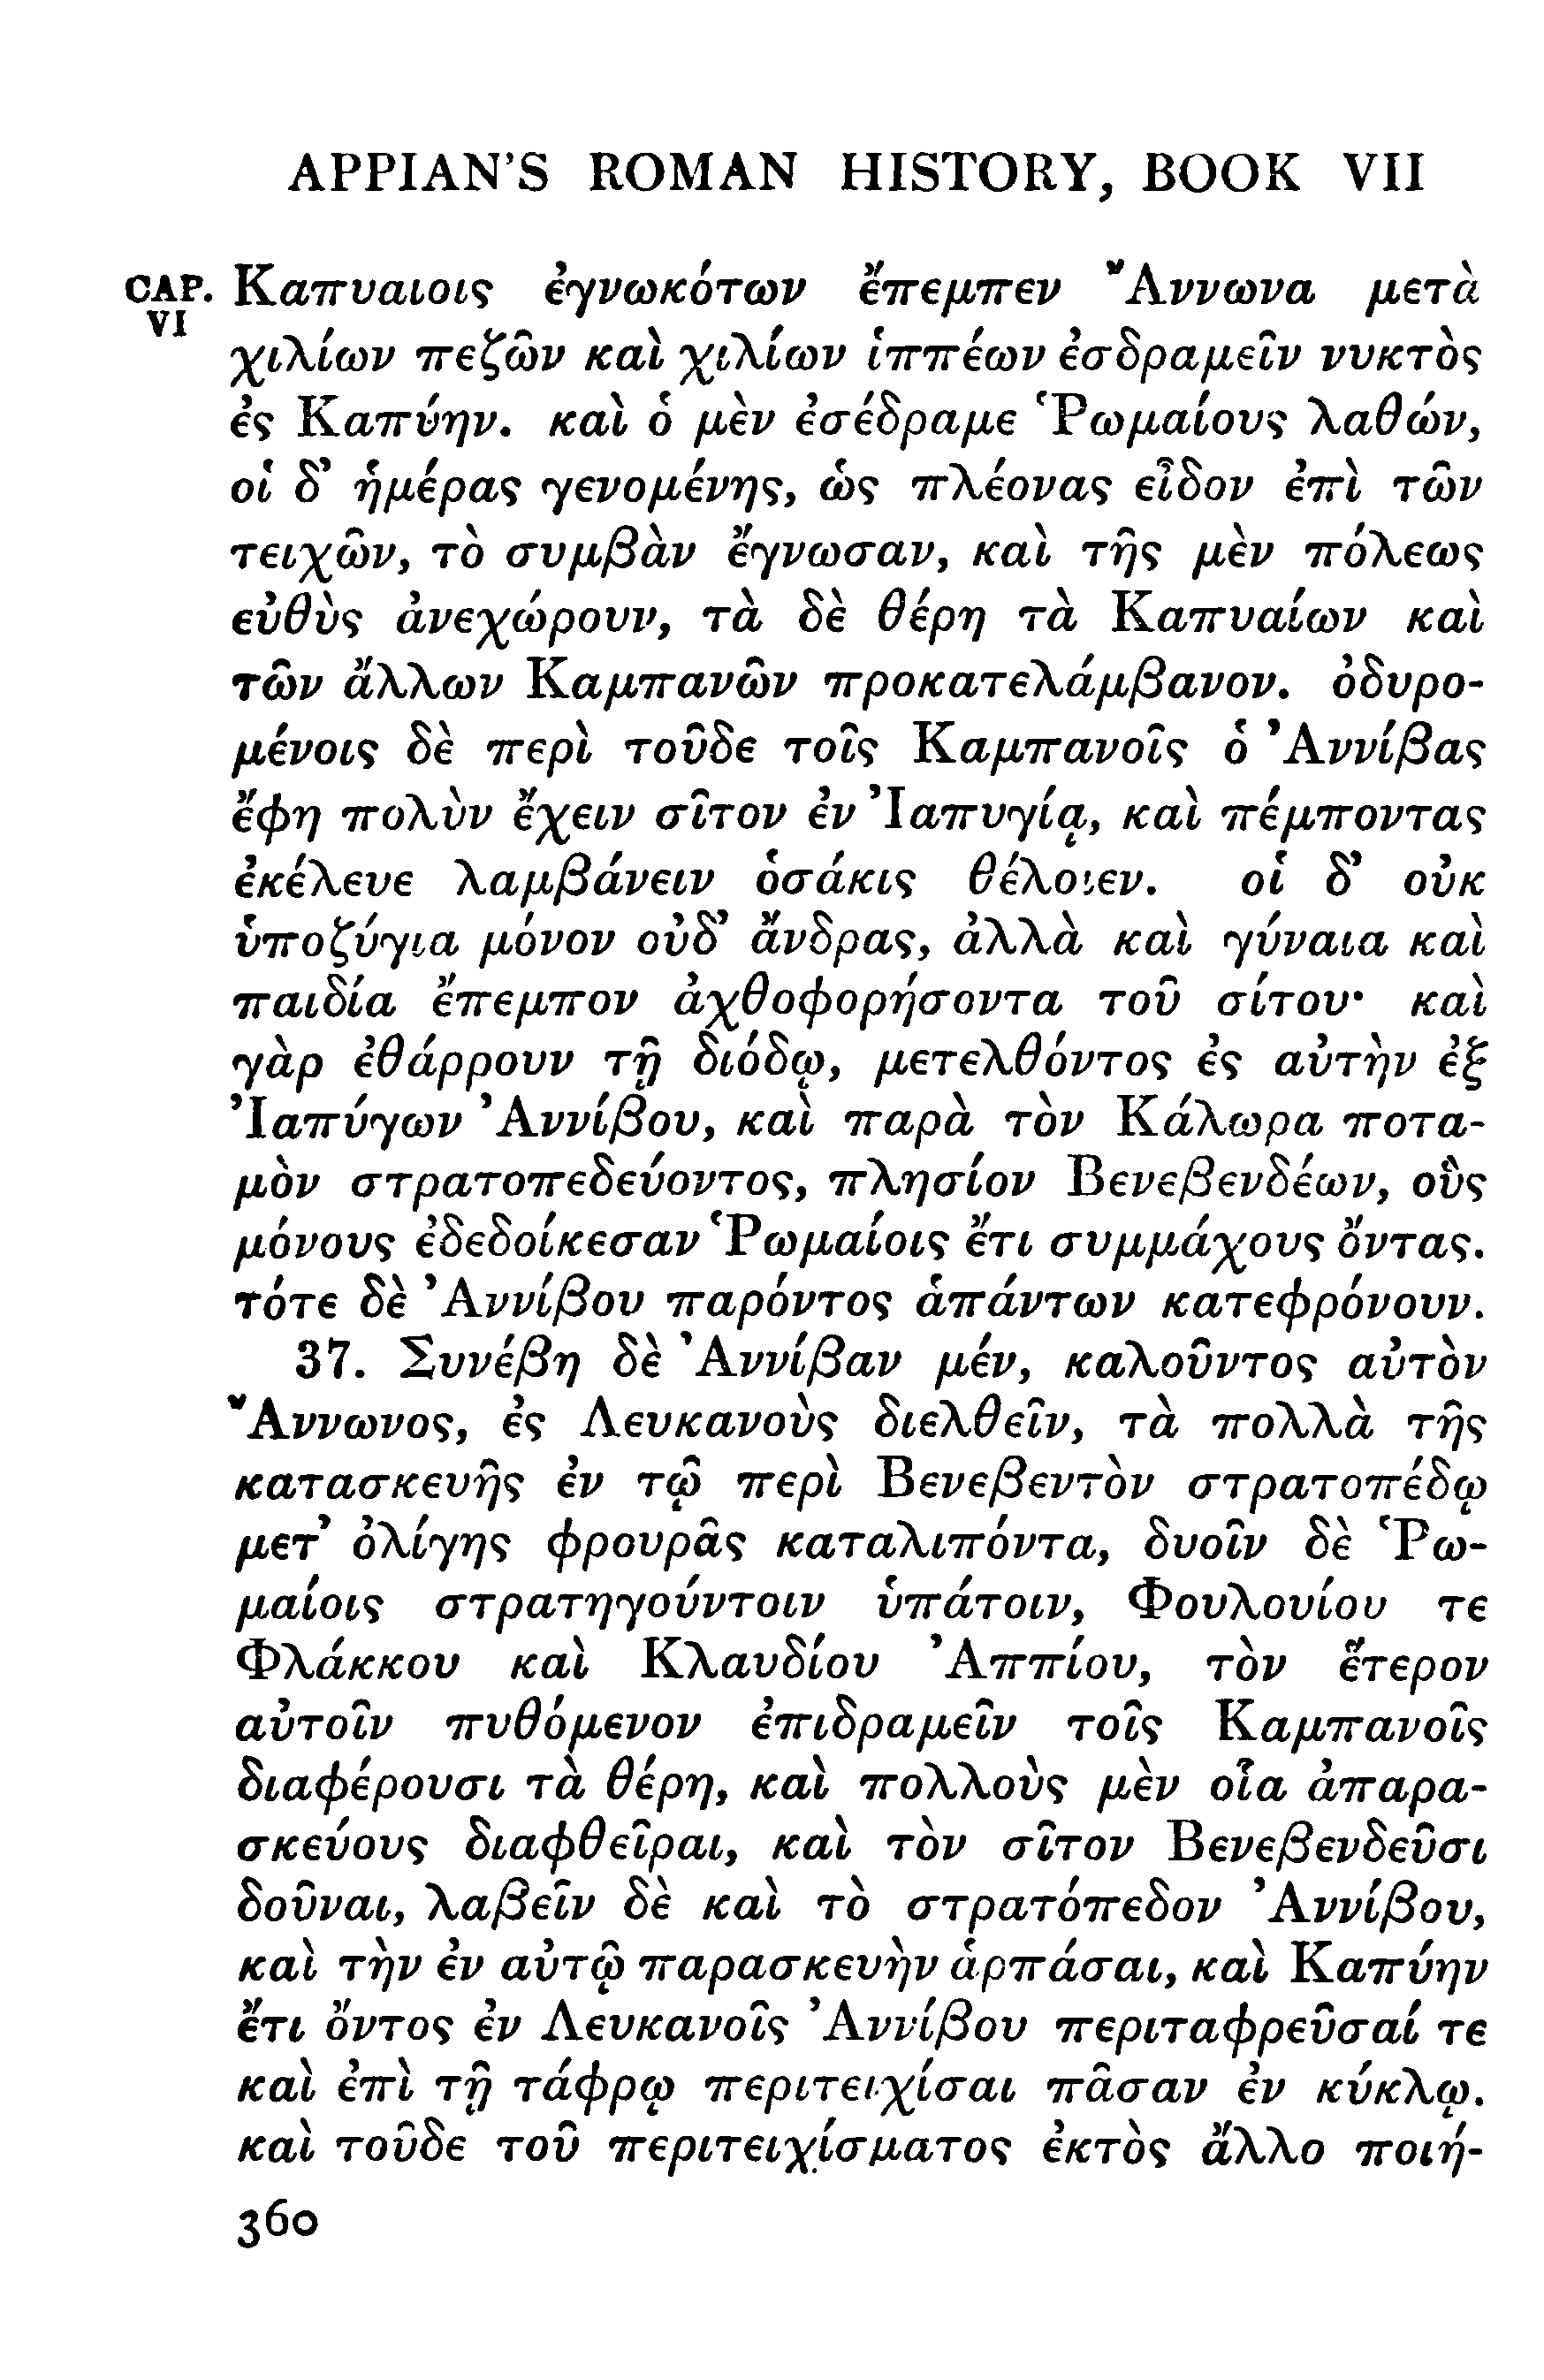 APPIAN'S ROMAN HISTORY, BOOK VII
CAP. VI Καπυαιοις ἐγνωκότων ἔπεμπεν Ἄννωνα μετὰ
χιλίων πεζῶν καὶ χιλίων ἱππέων ἐσδραμεῖν νυκτὸς
ἐς Καπύην. καὶ ὁ μὲν ἐσέδραμε Ῥωμαίους λαθών,
οἱ δ' ἡμέρας γενομένης, ὡς πλέονας εἶδον ἐπὶ τῶν
τειχῶν, τὸ συμβὰν ἔγνωσαν, καὶ τῆς μὲν πόλεως
εὐθὺς ἀνεχώρουν, τὰ δὲ θέρη τὰ Καπυαίων καὶ
τῶν ἄλλων Καμπανῶν προκατελάμβανον. ὀδυρο-
μένοις δὲ περὶ τοῦδε τοῖς Καμπανοῖς ὁ Ἀννίβας
ἔφη πολὺν ἔχειν σῖτον ἐν Ἰαπυγίᾳ, καὶ πέμποντας
ἐκέλευε λαμβάνειν ὁσάκις θέλοιεν. οἱ δ' οὐκ
ὑποζύγια μόνον οὐδ' ἄνδρας, ἀλλὰ καὶ γύναια καὶ
παιδία ἔπεμπον ἀχθοφορήσοντα τοῦ σίτου· καὶ
γὰρ ἐθάρρουν τῇ διόδῳ, μετελθόντος ἐς αὐτὴν ἐξ
Ἰαπύγων Ἀννίβου, καὶ παρὰ τὸν Κάλωρα ποτα-
μὸν στρατοπεδεύοντος, πλησίον Βενεβενδέων, οὓς
μόνους ἐδεδοίκεσαν Ῥωμαίοις ἔτι συμμάχους ὄντας.
τότε δὲ Ἀννίβου παρόντος ἁπάντων κατεφρόνουν.
37. Συνέβη δὲ Ἀννίβαν μέν, καλοῦντος αὐτὸν
Ἄννωνος, ἐς Λευκανοὺς διελθεῖν, τὰ πολλὰ τῆς
κατασκευῆς ἐν τῷ περὶ Βενεβεντὸν στρατοπέδῳ
μετ' ὀλίγης φρουρᾶς καταλιπόντα, δυοῖν δὲ Ῥω-
μαίοις στρατηγούντοιν ὑπάτοιν, Φουλουίου τε
Φλάκκου καὶ Κλαυδίου Ἀππίου, τὸν ἕτερον
αὐτοῖν πυθόμενον ἐπιδραμεῖν τοῖς Καμπανοῖς
διαφέρουσι τὰ θέρη, καὶ πολλοὺς μὲν οἷα ἀπαρα-
σκεύους διαφθεῖραι, καὶ τὸν σῖτον Βενεβενδεῦσι
δοῦναι, λαβεῖν δὲ καὶ τὸ στρατόπεδον Ἀννίβου,
καὶ τὴν ἐν αὐτῷ παρασκευὴν ἁρπάσαι, καὶ Καπύην
ἔτι ὄντος ἐν Λευκανοῖς Ἀννίβου περιταφρεῦσαί τε
καὶ ἐπὶ τῇ τάφρῳ περιτειχίσαι πᾶσαν ἐν κύκλῳ.
καὶ τοῦδε τοῦ περιτειχίσματος ἐκτὸς ἄλλο ποιή-
360